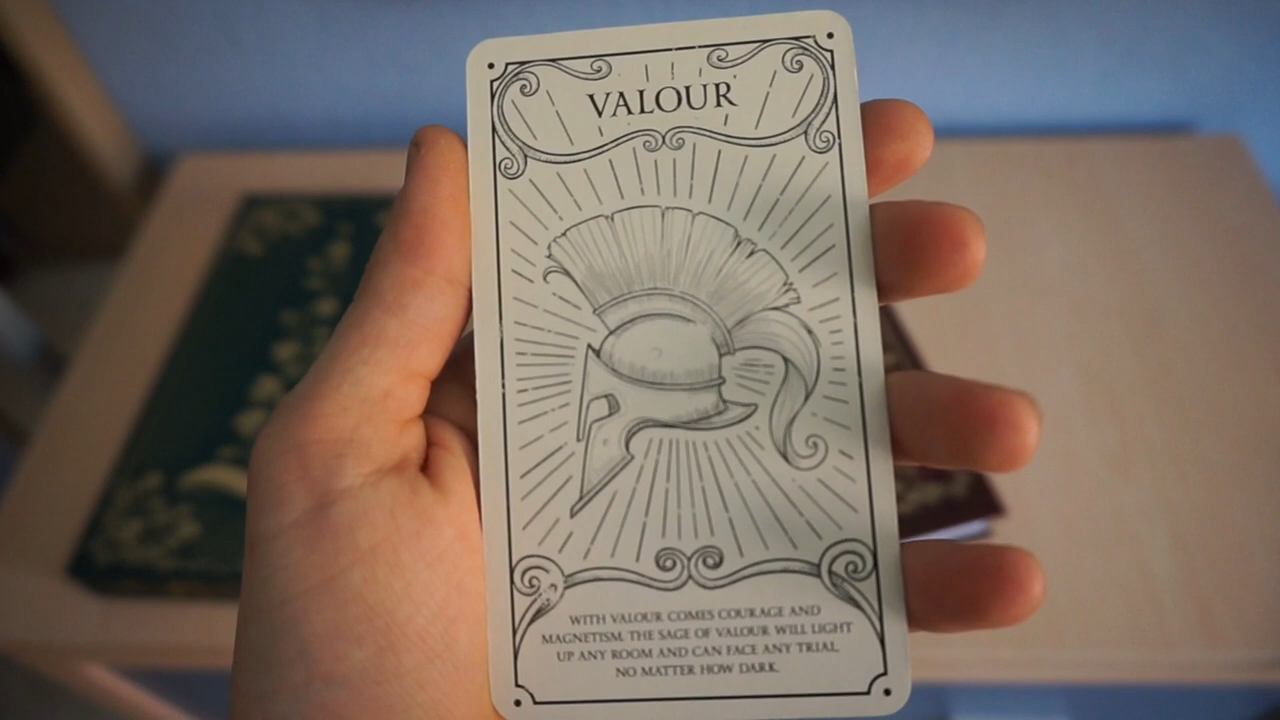 VALOUR
WITH VALOUR COMES COURAGE AND
MAGNETISM. THE SAGE OF VALOUR WILL LIGHT
UP ANY ROOM AND CAN FACE ANY TRIAL,
NO MATTER HOW DARK.